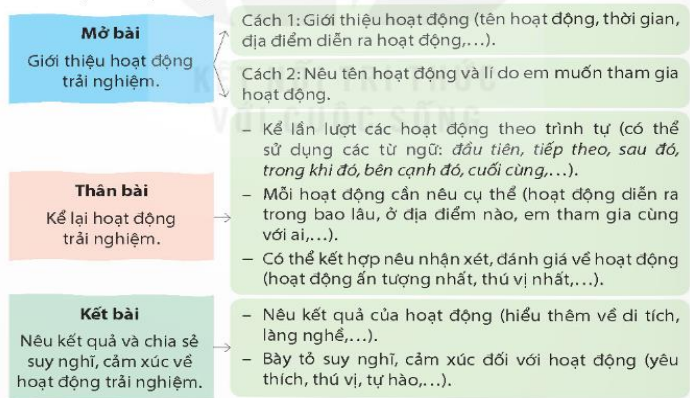 Mở bài
Giới thiệu hoạt động
trải nghiệm.
Cách 1: Giới thiệu hoạt động (tên hoạt động, thời gian,
địa điểm diễn ra hoạt động,...).
Cách 2: Nêu tên hoạt động và lí do em muốn tham gia
hoạt động.
KẾT NỐI TRI THỨC
VỚI CUỘC SỐNG
Thân bài
Kể lại hoạt động
trải nghiệm.
– Kể lần lượt các hoạt động theo trình tự (có thể
sử dụng các từ ngữ: đầu tiên, tiếp theo, sau đó,
trong khi đó, bên cạnh đó, cuối cùng,...).
– Mỗi hoạt động cần nêu cụ thể (hoạt động diễn ra
trong bao lâu, ở địa điểm nào, em tham gia cùng
với ai,...).
– Có thể kết hợp nêu nhận xét, đánh giá về hoạt động
(hoạt động ấn tượng nhất, thú vị nhất,...).
Kết bài
Nêu kết quả và chia sẻ
suy nghĩ, cảm xúc về
hoạt động trải nghiệm.
– Nêu kết quả của hoạt động (hiểu thêm về di tích,
làng nghề,...).
– Bày tỏ suy nghĩ, cảm xúc đối với hoạt động (yêu
thích, thú vị, tự hào,...).